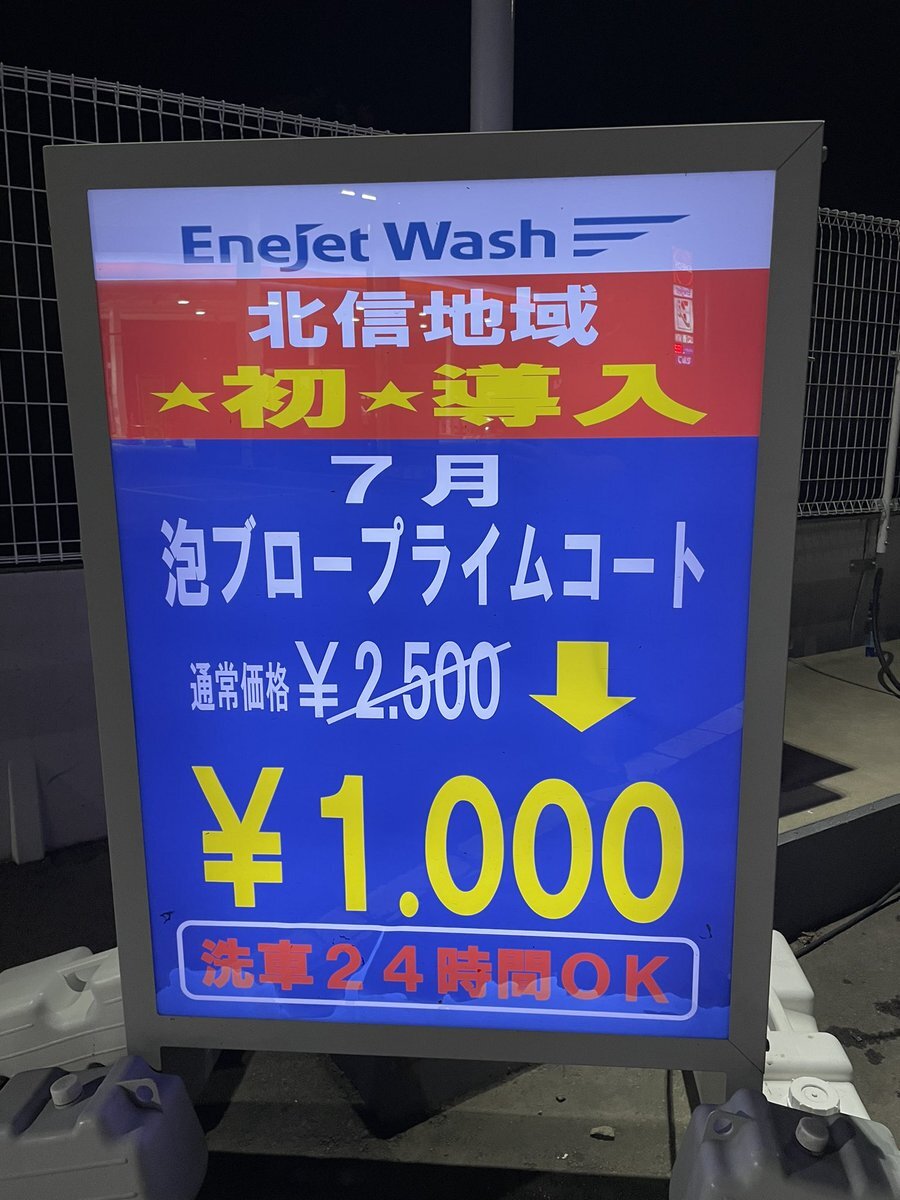 EneJet Wash
北信地域
★初★導入
7月
泡ブロープライムコート
通常価格 ¥2.500
¥1.000
洗車24時間OK